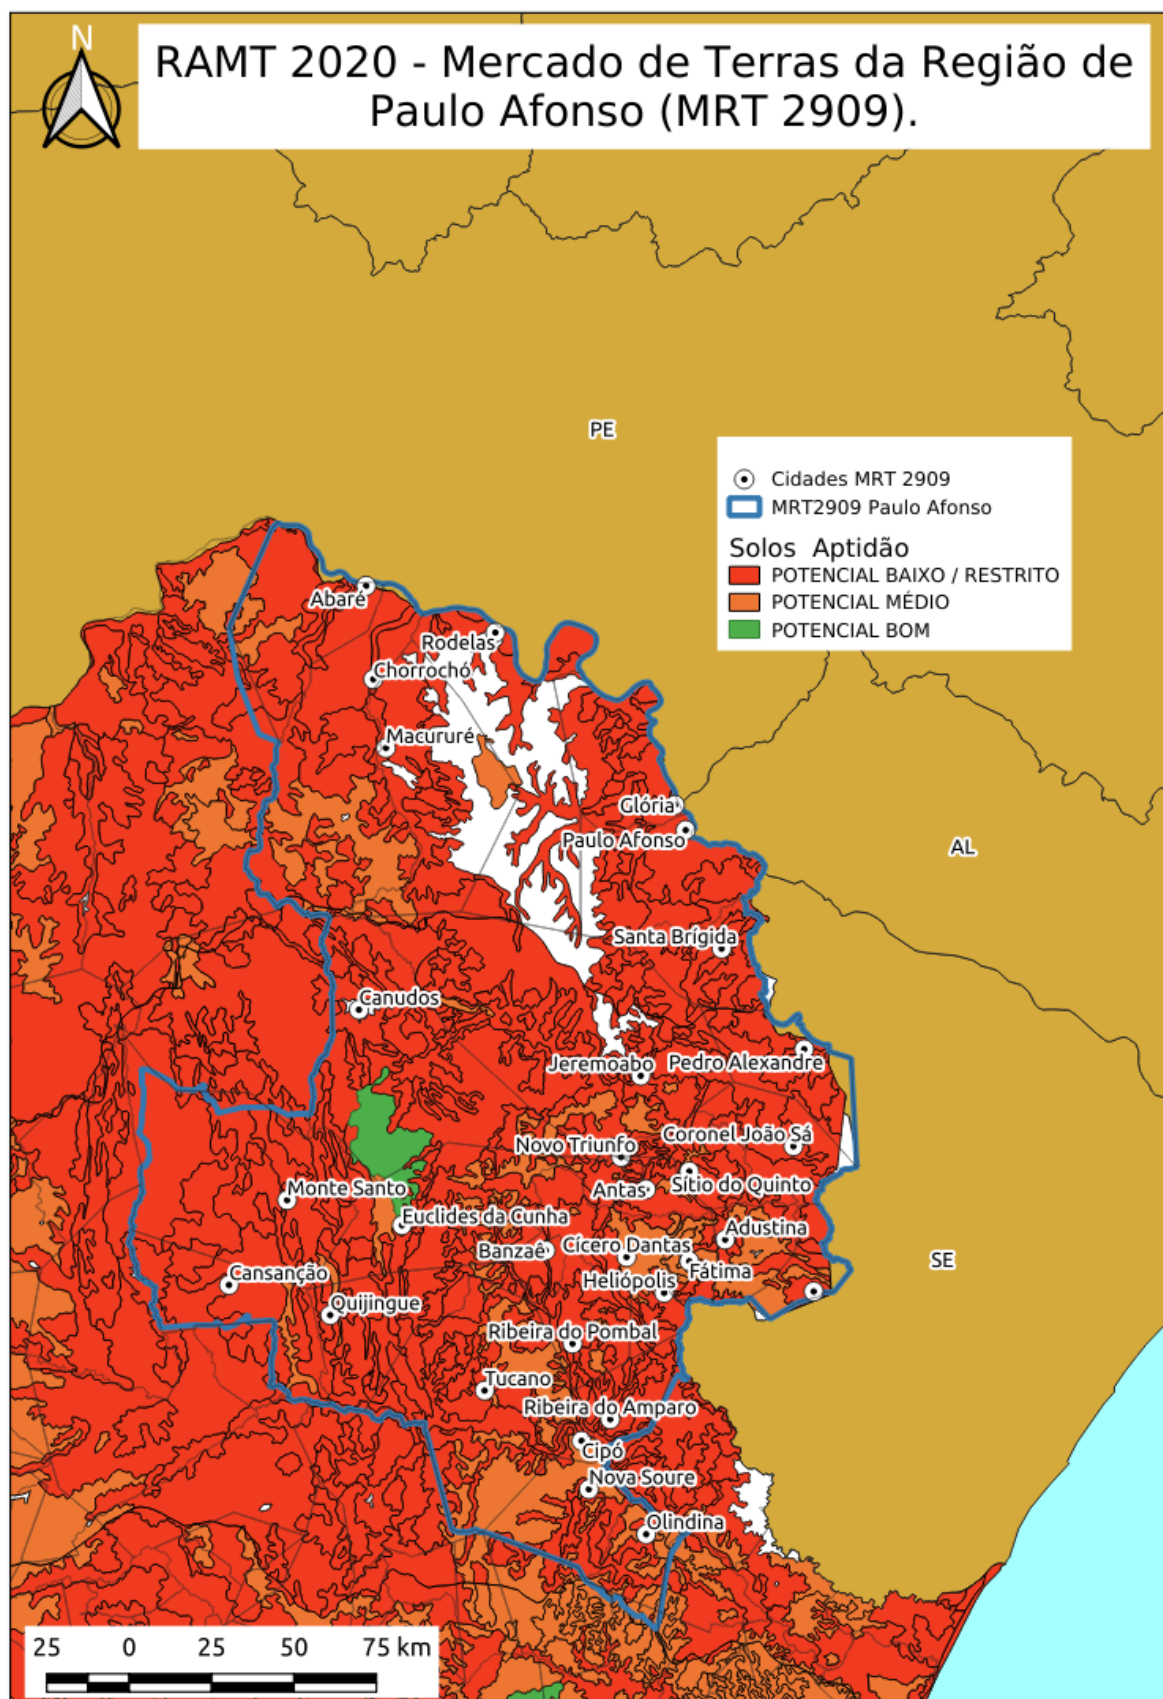 N
RAMT 2020 - Mercado de Terras da Região de
Paulo Afonso (MRT 2909).
PE
Cidades MRT 2909
MRT2909 Paulo Afonso
Solos Aptidão
POTENCIAL BAIXO / RESTRITO
POTENCIAL MÉDIO
POTENCIAL BOM
Abaré
Rodelas
Chorrochó
Macururé
Glória
Paulo Afonso
AL
Santa Brígida
Canudos
Jeremoabo
Pedro Alexandre
Novo Triunfo
Coronel João Sá
Monte Santo
Antas
Sítio do Quinto
Euclides da Cunha
Adustina
Banzaê
Cícero Dantas
Fátima
SE
Cansanção
Heliópolis
Quijingue
Ribeira do Pombal
Tucano
Ribeira do Amparo
Cipó
Nova Soure
Olindina
25 0 25 50 75 km